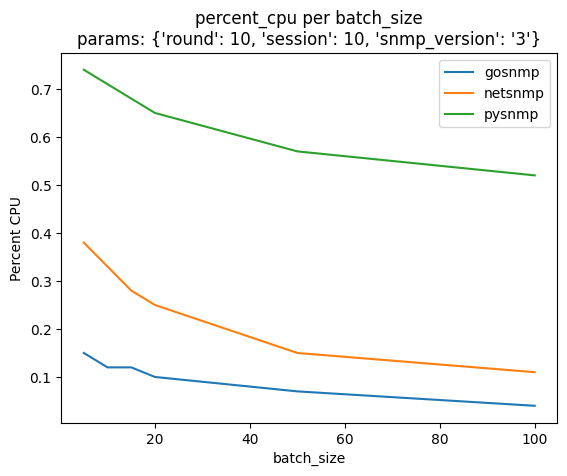 percent_cpu per batch_size
params: {'round': 10, 'session': 10, 'snmp_version': '3'}
gosnmp
netsnmp
pysnmp
Percent CPU
0.7
0.6
0.5
0.4
0.3
0.2
0.1
20 40 60 80 100
batch_size